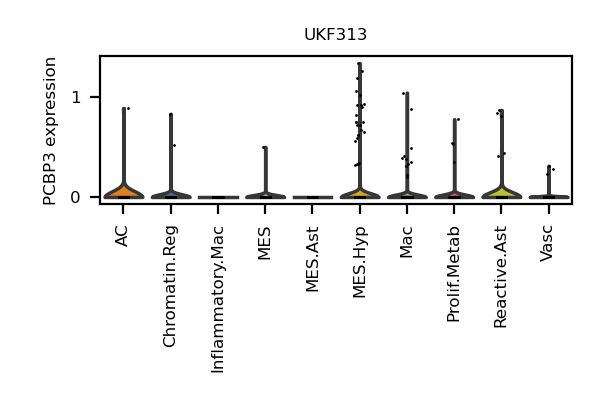 UKF313
PCBP3 expression
1
0
AC
Chromatin.Reg
Inflammatory.Mac
MES
MES.Ast
MES.Hyp
Mac
Prolif.Metab
Reactive.Ast
Vasc